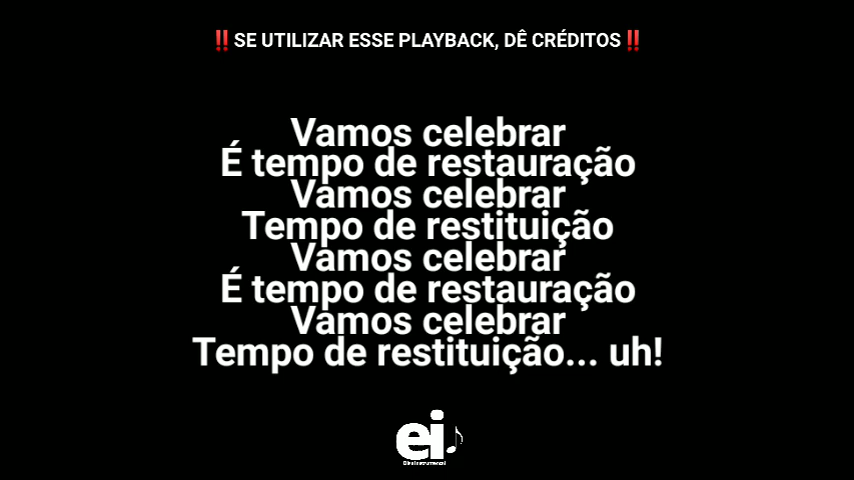 ‼️SE UTILIZAR ESSE PLAYBACK, DÊ CRÉDITOS‼️
Vamos celebrar
É tempo de restauração
Vamos celebrar
Tempo de restituição
Vamos celebrar
É tempo de restauração
Vamos celebrar
Tempo de restituição... uh!
ei